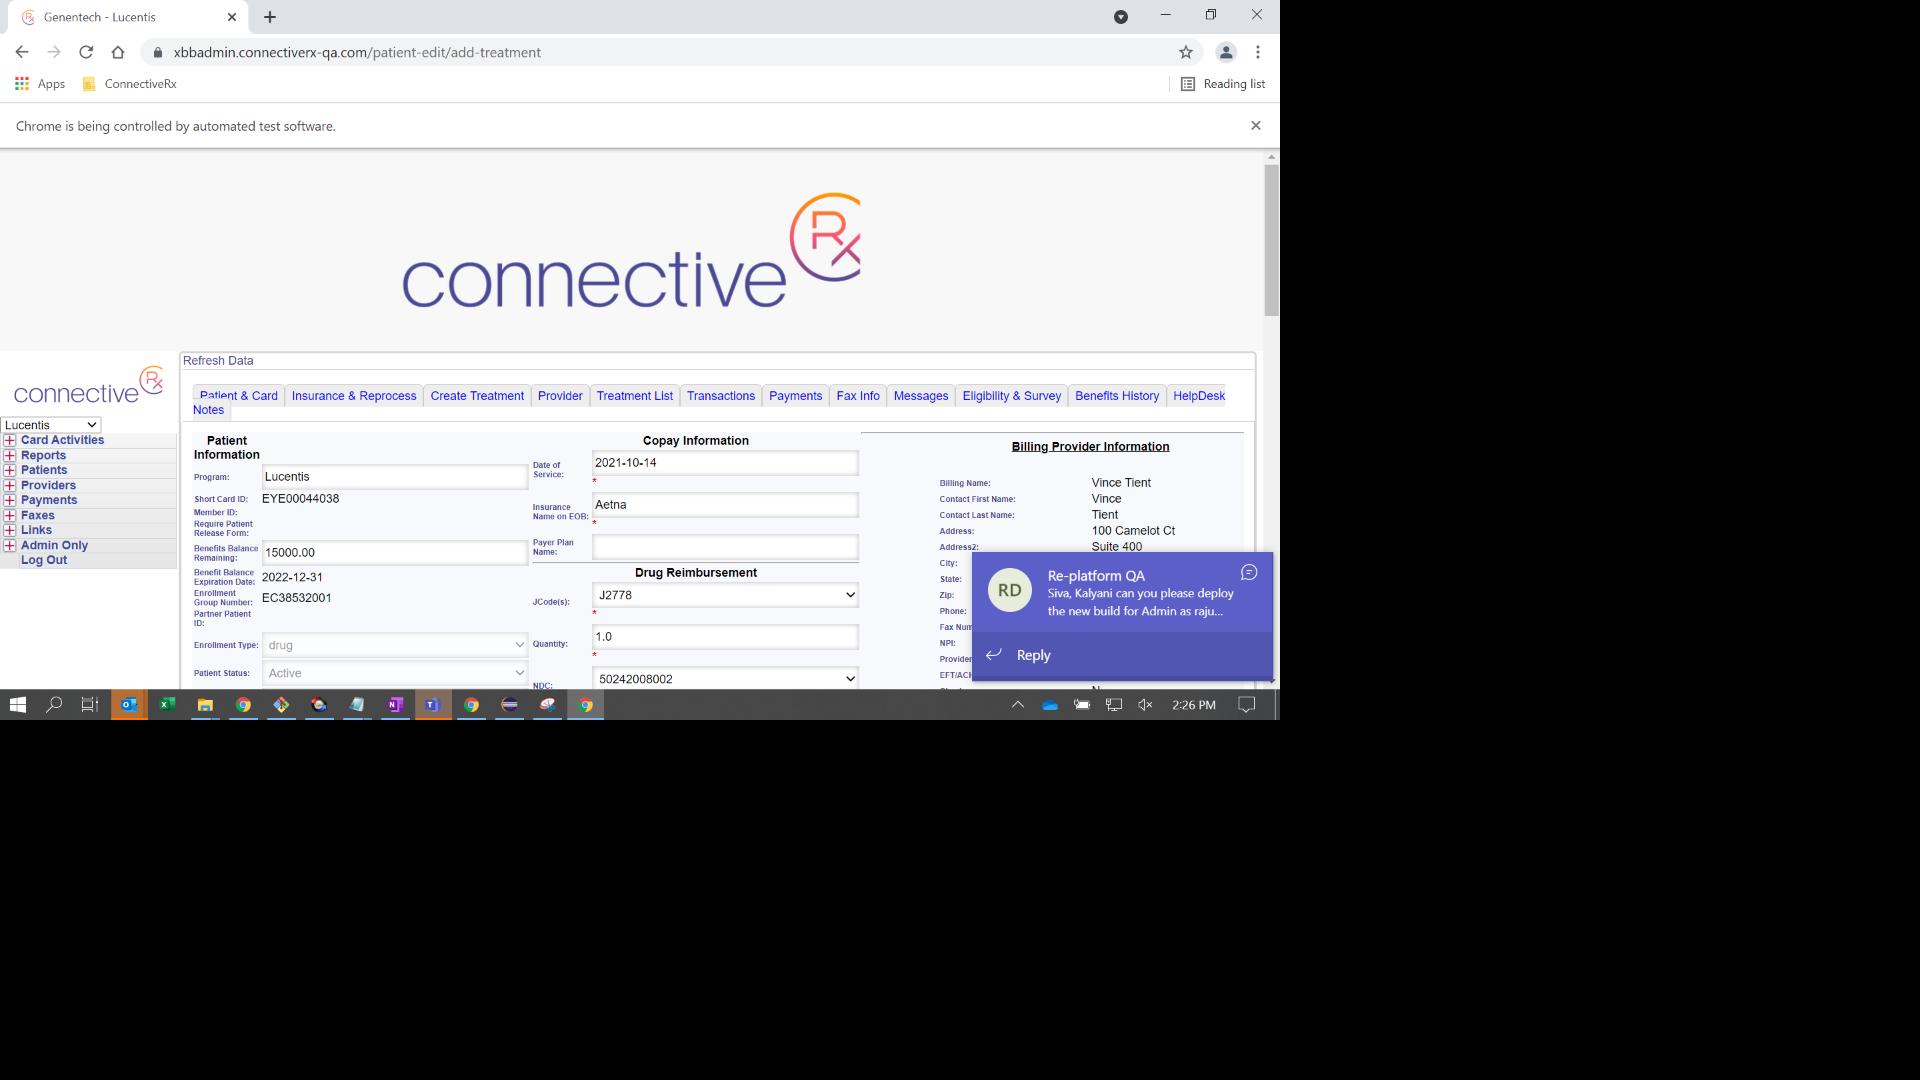 Genentech - Lucentis
xbbadmin.connectiverx-qa.com/patient-edit/add-treatment
Apps
ConnectiveRx
Reading list
Chrome is being controlled by automated test software.
connective Rx
connective Rx
Lucentis
Card Activities
Reports
Patients
Providers
Payments
Faxes
Links
Admin Only
Log Out
Refresh Data
Patient & Card Insurance & Reprocess Create Treatment Provider Treatment List Transactions Payments Fax Info Messages Eligibility & Survey Benefits History HelpDesk
Notes
Patient
Information
Program: Lucentis
Short Card ID: EYE00044038
Member ID:
Require Patient
Release Form:
Benefits Balance
Remaining: 15000.00
Benefit Balance
Expiration Date: 2022-12-31
Enrollment
Group Number: EC38532001
Partner Patient
ID:
Enrollment Type: drug
Patient Status: Active
Copay Information
Date of
Service: 2021-10-14
*
Insurance
Name on EOB: Aetna
*
Payer Plan
Name:
Drug Reimbursement
JCode(s): J2778
*
Quantity: 1.0
*
NDC: 50242008002
Billing Provider Information
Billing Name: Vince Tient
Contact First Name: Vince
Contact Last Name: Tient
Address: 100 Camelot Ct
Address2: Suite 400
City:
State:
Zip:
Phone:
Fax Num
NPI:
Provider
EFT/ACH
RD
Re-platform QA
Siva, Kalyani can you please deploy
the new build for Admin as raju...
Reply
2:26 PM